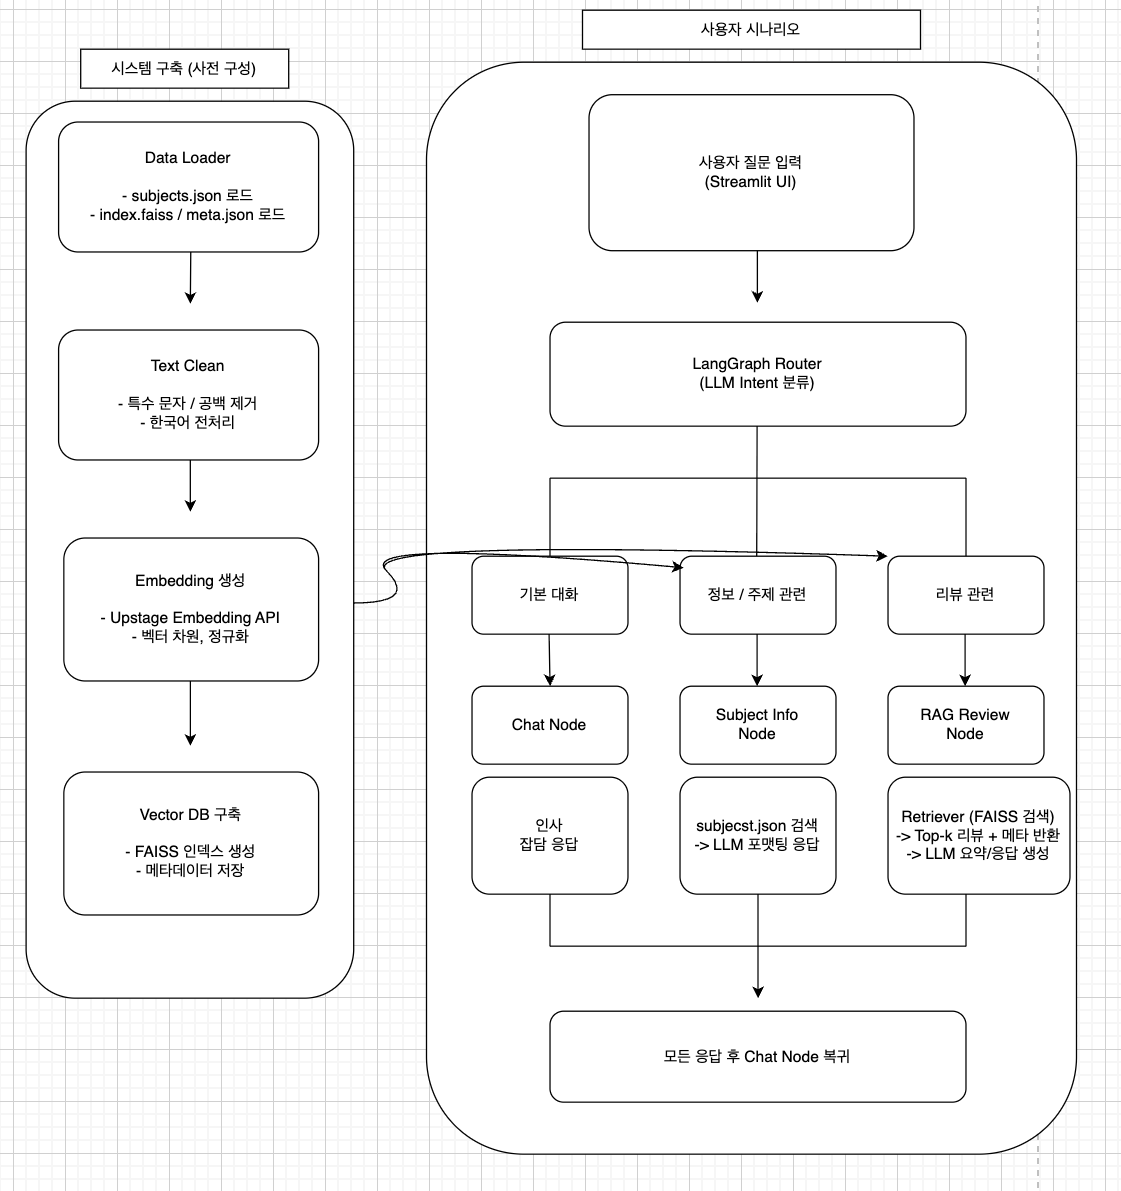 시스템 구축 (사전 구성)
Data Loader
- subjects.json 로드
- index.faiss / meta.json 로드
Text Clean
- 특수 문자 / 공백 제거
- 한국어 전처리
Embedding 생성
- Upstage Embedding API
- 벡터 차원, 정규화
Vector DB 구축
- FAISS 인덱스 생성
- 메타데이터 저장
사용자 시나리오
사용자 질문 입력
(Streamlit UI)
LangGraph Router
(LLM Intent 분류)
기본 대화
정보 / 주제 관련
리뷰 관련
Chat Node
Subject Info
Node
RAG Review
Node
인사
잡담 응답
subjecst.json 검색
-> LLM 포맷팅 응답
Retriever (FAISS 검색)
-> Top-k 리뷰 + 메타 반환
-> LLM 요약/응답 생성
모든 응답 후 Chat Node 복귀